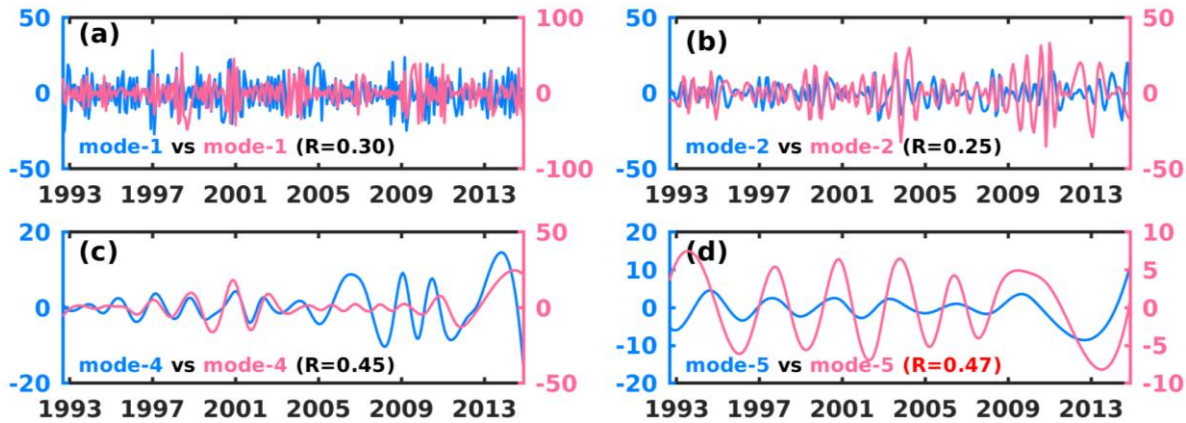 50 (a) 100
0 0
-50 mode-1 vs mode-1 (R=0.30) -100
1993 1997 2001 2005 2009 2013
50 (b) 50
0 0
-50 mode-2 vs mode-2 (R=0.25) -50
1993 1997 2001 2005 2009 2013
20 (c) 50
0 0
-20 mode-4 vs mode-4 (R=0.45) -50
1993 1997 2001 2005 2009 2013
20 (d) 10
10 5
0 0
-10 -5
-20 mode-5 vs mode-5 (R=0.47) -10
1993 1997 2001 2005 2009 2013